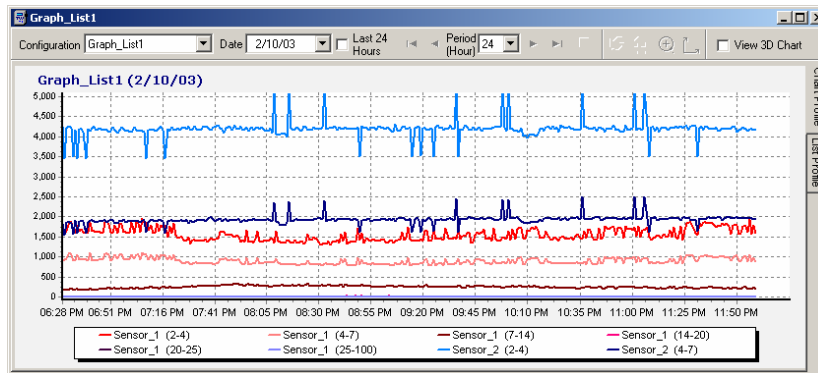 Graph_List1
Configuration Graph_List1 Date 2/10/03 Last 24 Hours Period (Hour) 24 View 3D Chart
Graph_List1 (2/10/03)
5,000
4,500
4,000
3,500
3,000
2,500
2,000
1,500
1,000
500
0
06:28 PM 06:51 PM 07:16 PM 07:41 PM 08:05 PM 08:30 PM 08:55 PM 09:20 PM 09:45 PM 10:10 PM 10:35 PM 11:00 PM 11:25 PM 11:50 PM
Sensor_1 (2-4) Sensor_1 (4-7) Sensor_1 (7-14) Sensor_1 (14-20)
Sensor_1 (20-25) Sensor_1 (25-100) Sensor_2 (2-4) Sensor_2 (4-7)
List Profile